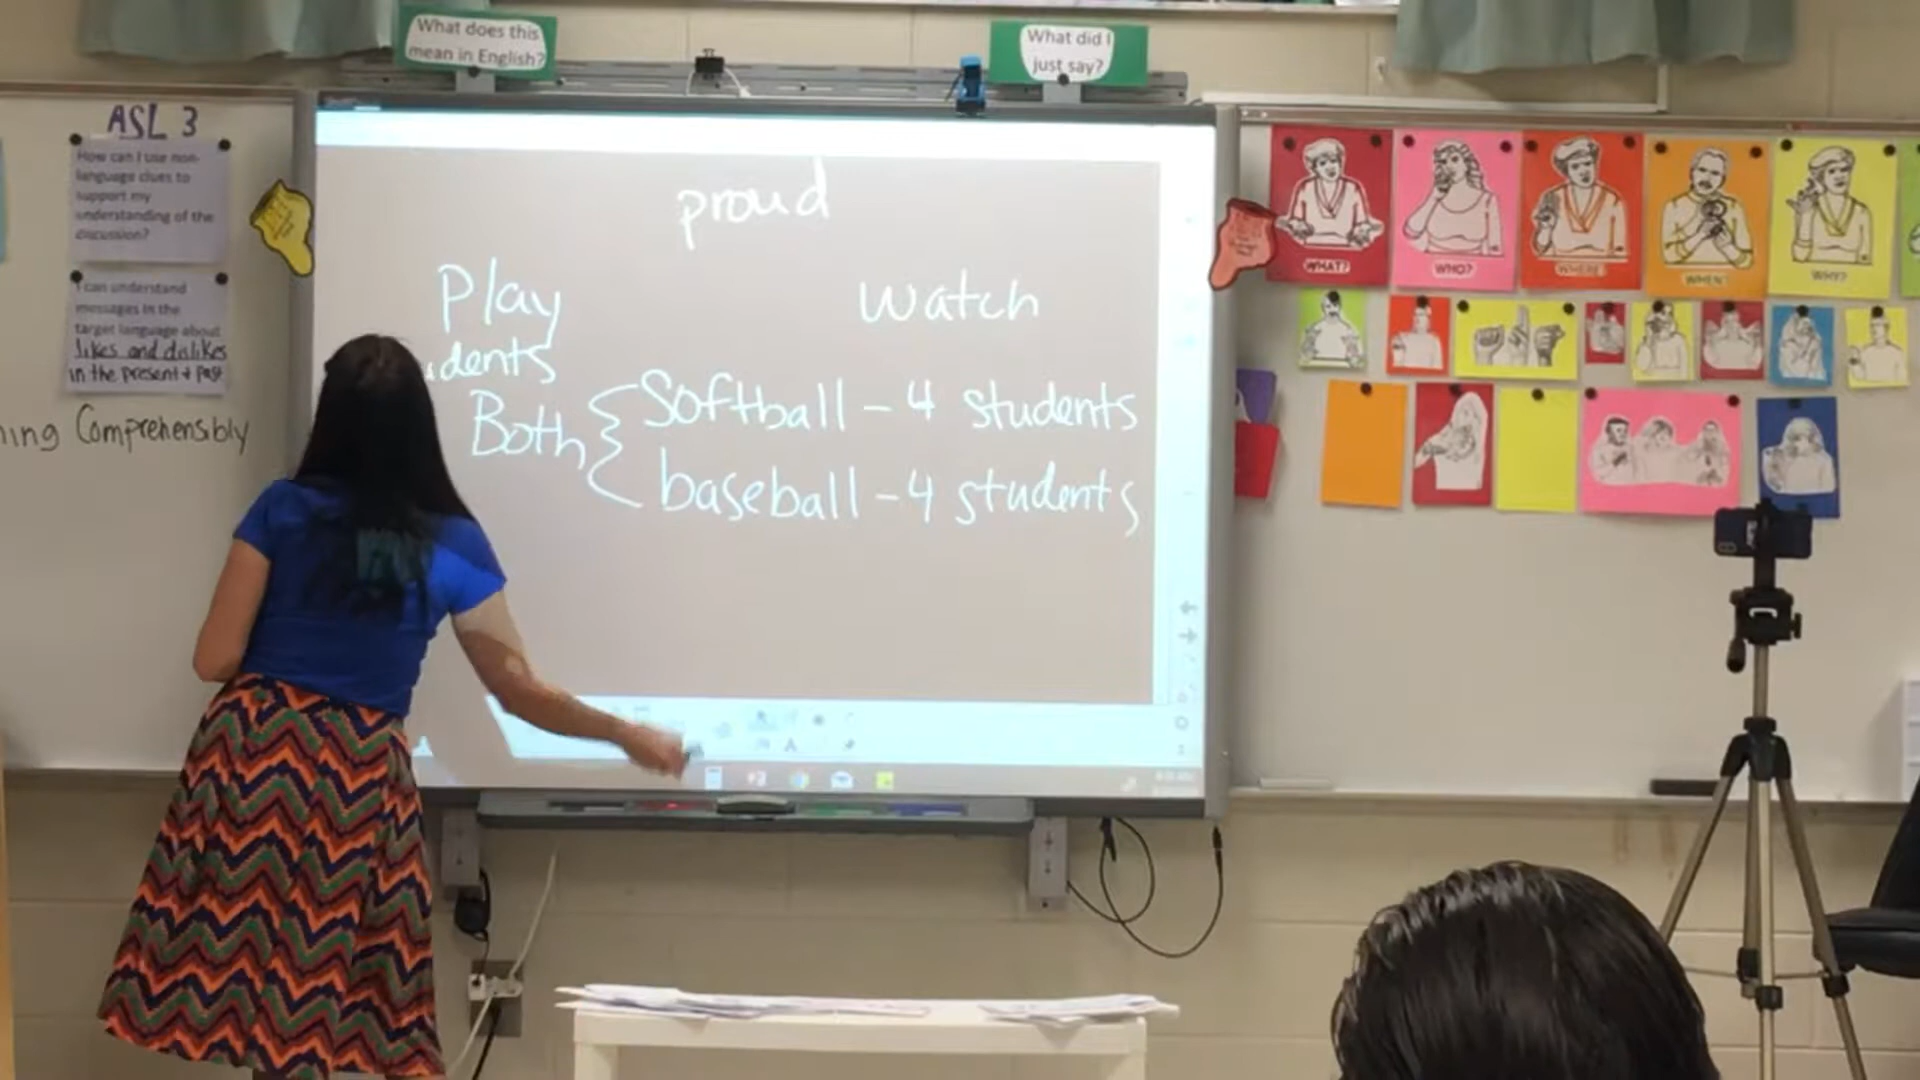 What does this
mean in English?
What did I
just say?
ASL 3
How can I use non-
language clues to
support my
understanding of the
discussion?
I can understand
messages in the
target language about
likes and dislikes
in the present + past
Comprehensibly
proud
Play
watch
dents
Both
Softball - 4 students
baseball - 4 students
WHAT?
WHO?
WHERE?
WHEN?
WHY?